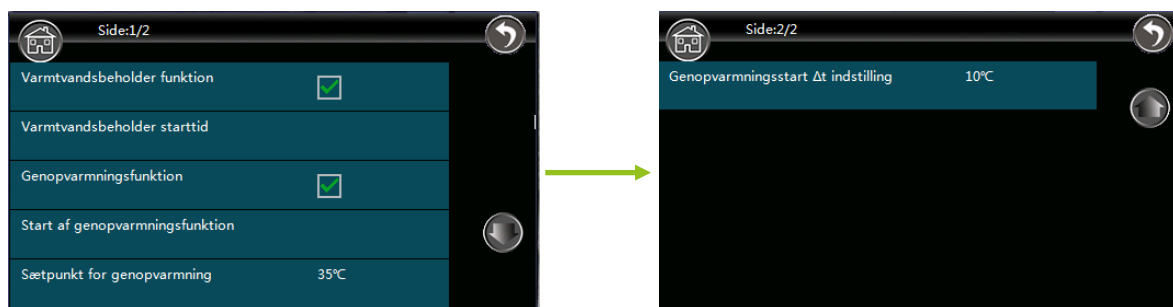 Side:1/2
Varmtvandsbeholder funktion
Varmtvandsbeholder starttid
Genopvarmningsfunktion
Start af genopvarmningsfunktion
Sætpunkt for genopvarmning 35℃
Side:2/2
Genopvarmningsstart Δt indstilling 10℃